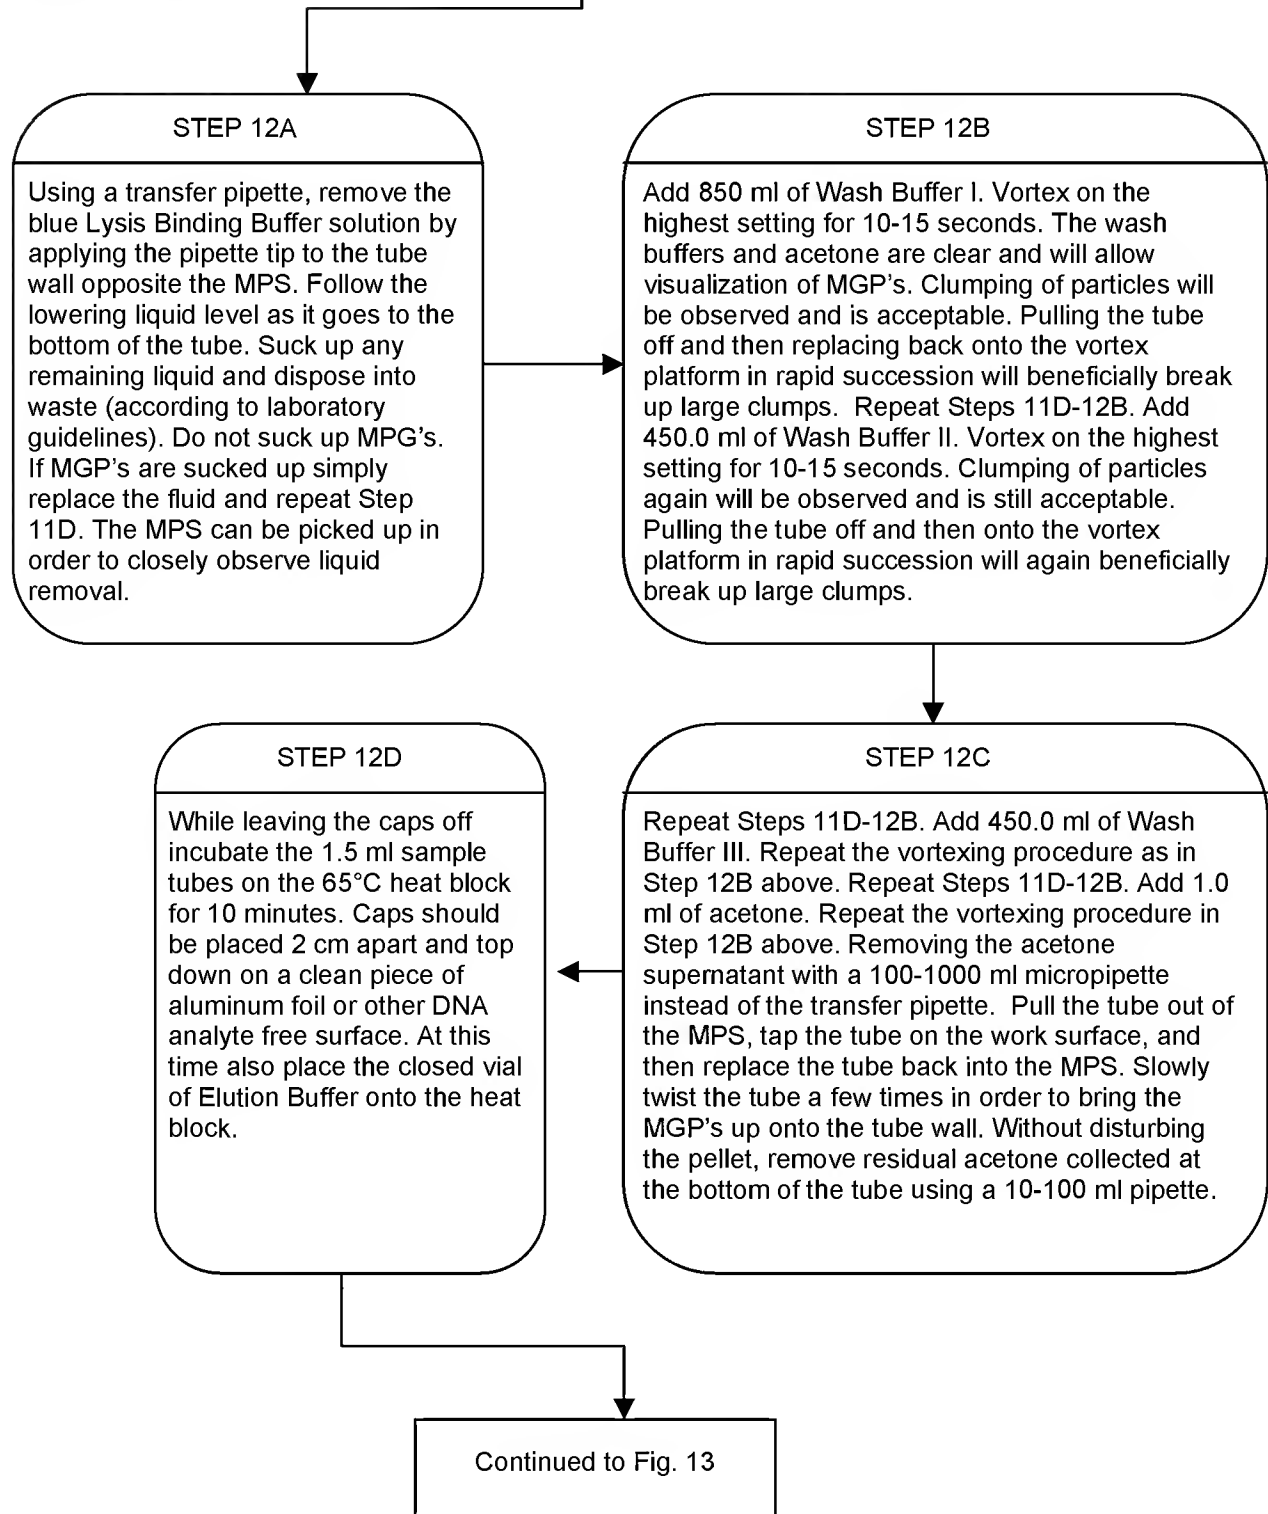 STEP 12A
Using a transfer pipette, remove the
blue Lysis Binding Buffer solution by
applying the pipette tip to the tube
wall opposite the MPS. Follow the
lowering liquid level as it goes to the
bottom of the tube. Suck up any
remaining liquid and dispose into
waste (according to laboratory
guidelines). Do not suck up MPG's.
If MGP's are sucked up simply
replace the fluid and repeat Step
11D. The MPS can be picked up in
order to closely observe liquid
removal.
STEP 12B
Add 850 ml of Wash Buffer I. Vortex on the
highest setting for 10-15 seconds. The wash
buffers and acetone are clear and will allow
visualization of MGP's. Clumping of particles will
be observed and is acceptable. Pulling the tube
off and then replacing back onto the vortex
platform in rapid succession will beneficially break
up large clumps.  Repeat Steps 11D-12B. Add
450.0 ml of Wash Buffer II. Vortex on the highest
setting for 10-15 seconds. Clumping of particles
again will be observed and is still acceptable.
Pulling the tube off and then onto the vortex
platform in rapid succession will again beneficially
break up large clumps.
STEP 12C
Repeat Steps 11D-12B. Add 450.0 ml of Wash
Buffer III. Repeat the vortexing procedure as in
Step 12B above. Repeat Steps 11D-12B. Add 1.0
ml of acetone. Repeat the vortexing procedure in
Step 12B above. Removing the acetone
supernatant with a 100-1000 ml micropipette
instead of the transfer pipette.  Pull the tube out of
the MPS, tap the tube on the work surface, and
then replace the tube back into the MPS. Slowly
twist the tube a few times in order to bring the
MGP's up onto the tube wall. Without disturbing
the pellet, remove residual acetone collected at
the bottom of the tube using a 10-100 ml pipette.
STEP 12D
While leaving the caps off
incubate the 1.5 ml sample
tubes on the 65°C heat block
for 10 minutes. Caps should
be placed 2 cm apart and top
down on a clean piece of
aluminum foil or other DNA
analyte free surface. At this
time also place the closed vial
of Elution Buffer onto the heat
block.
Continued to Fig. 13